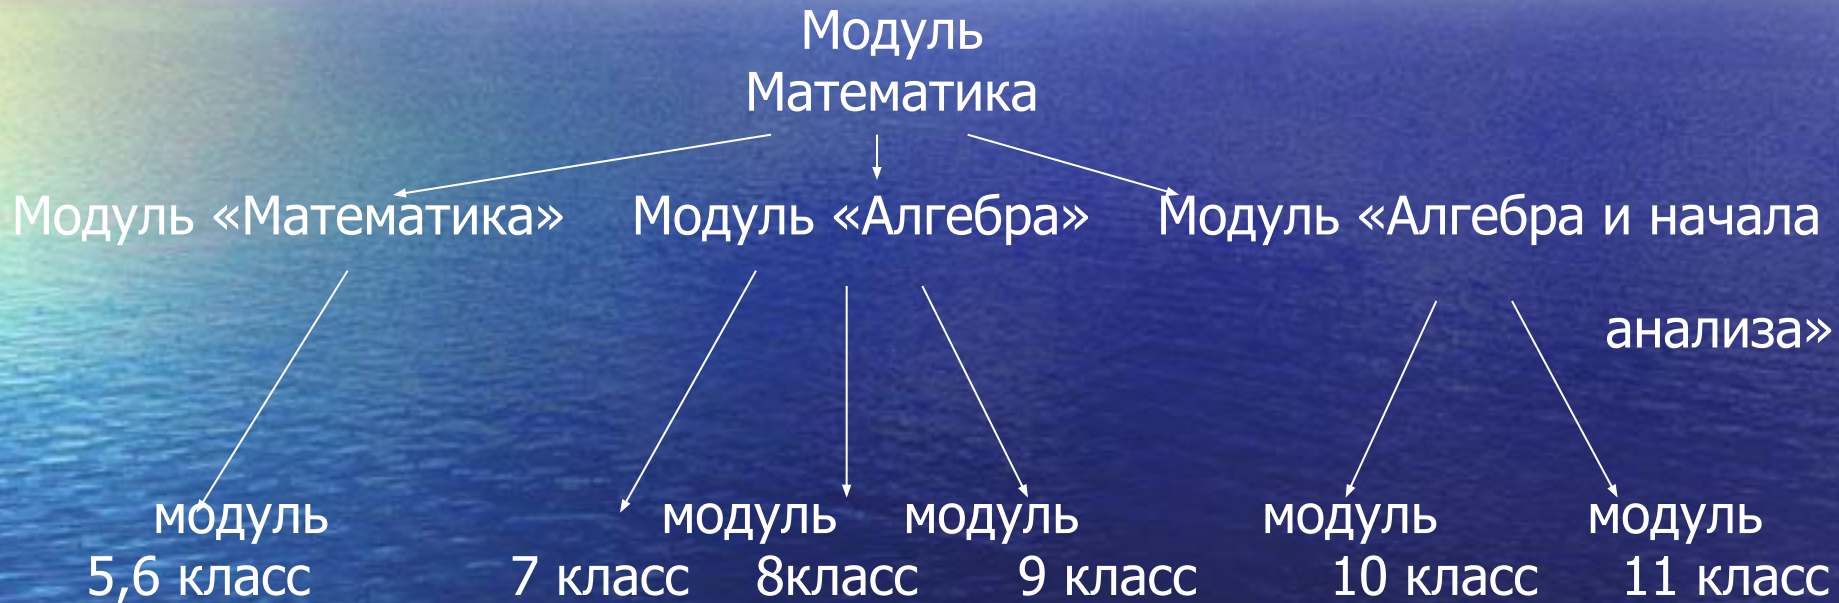 Модуль
Математика
Модуль «Математика» Модуль «Алгебра» Модуль «Алгебра и начала
анализа»
модуль модуль модуль модуль модуль
5,6 класс 7 класс 8класс 9 класс 10 класс 11 класс